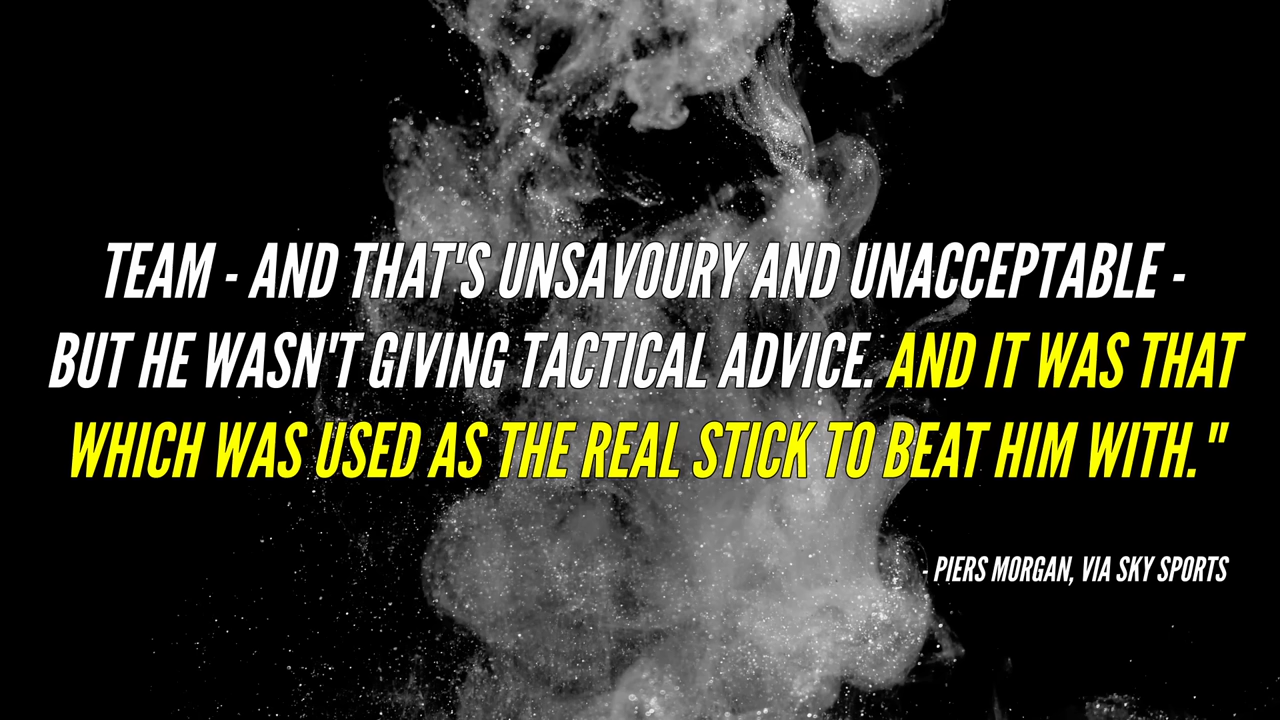 TEAM - AND THAT'S UNSAVOURY AND UNACCEPTABLE -
BUT HE WASN'T GIVING TACTICAL ADVICE. AND IT WAS THAT
WHICH WAS USED AS THE REAL STICK TO BEAT HIM WITH."
- PIERS MORGAN, VIA SKY SPORTS